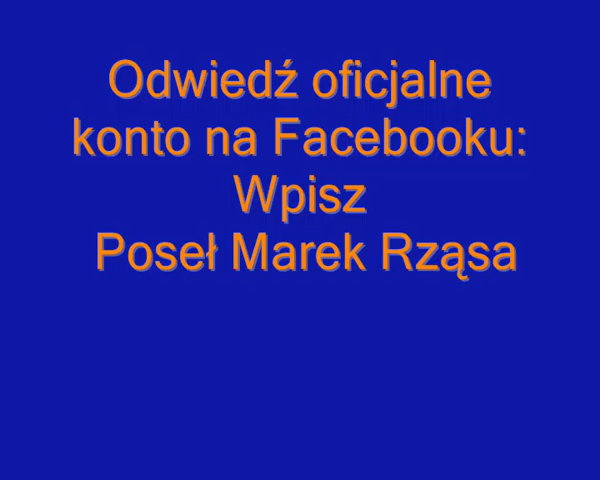 Odwiedź oficjalne
konto na Facebooku:
Wpisz
Poseł Marek Rząsa